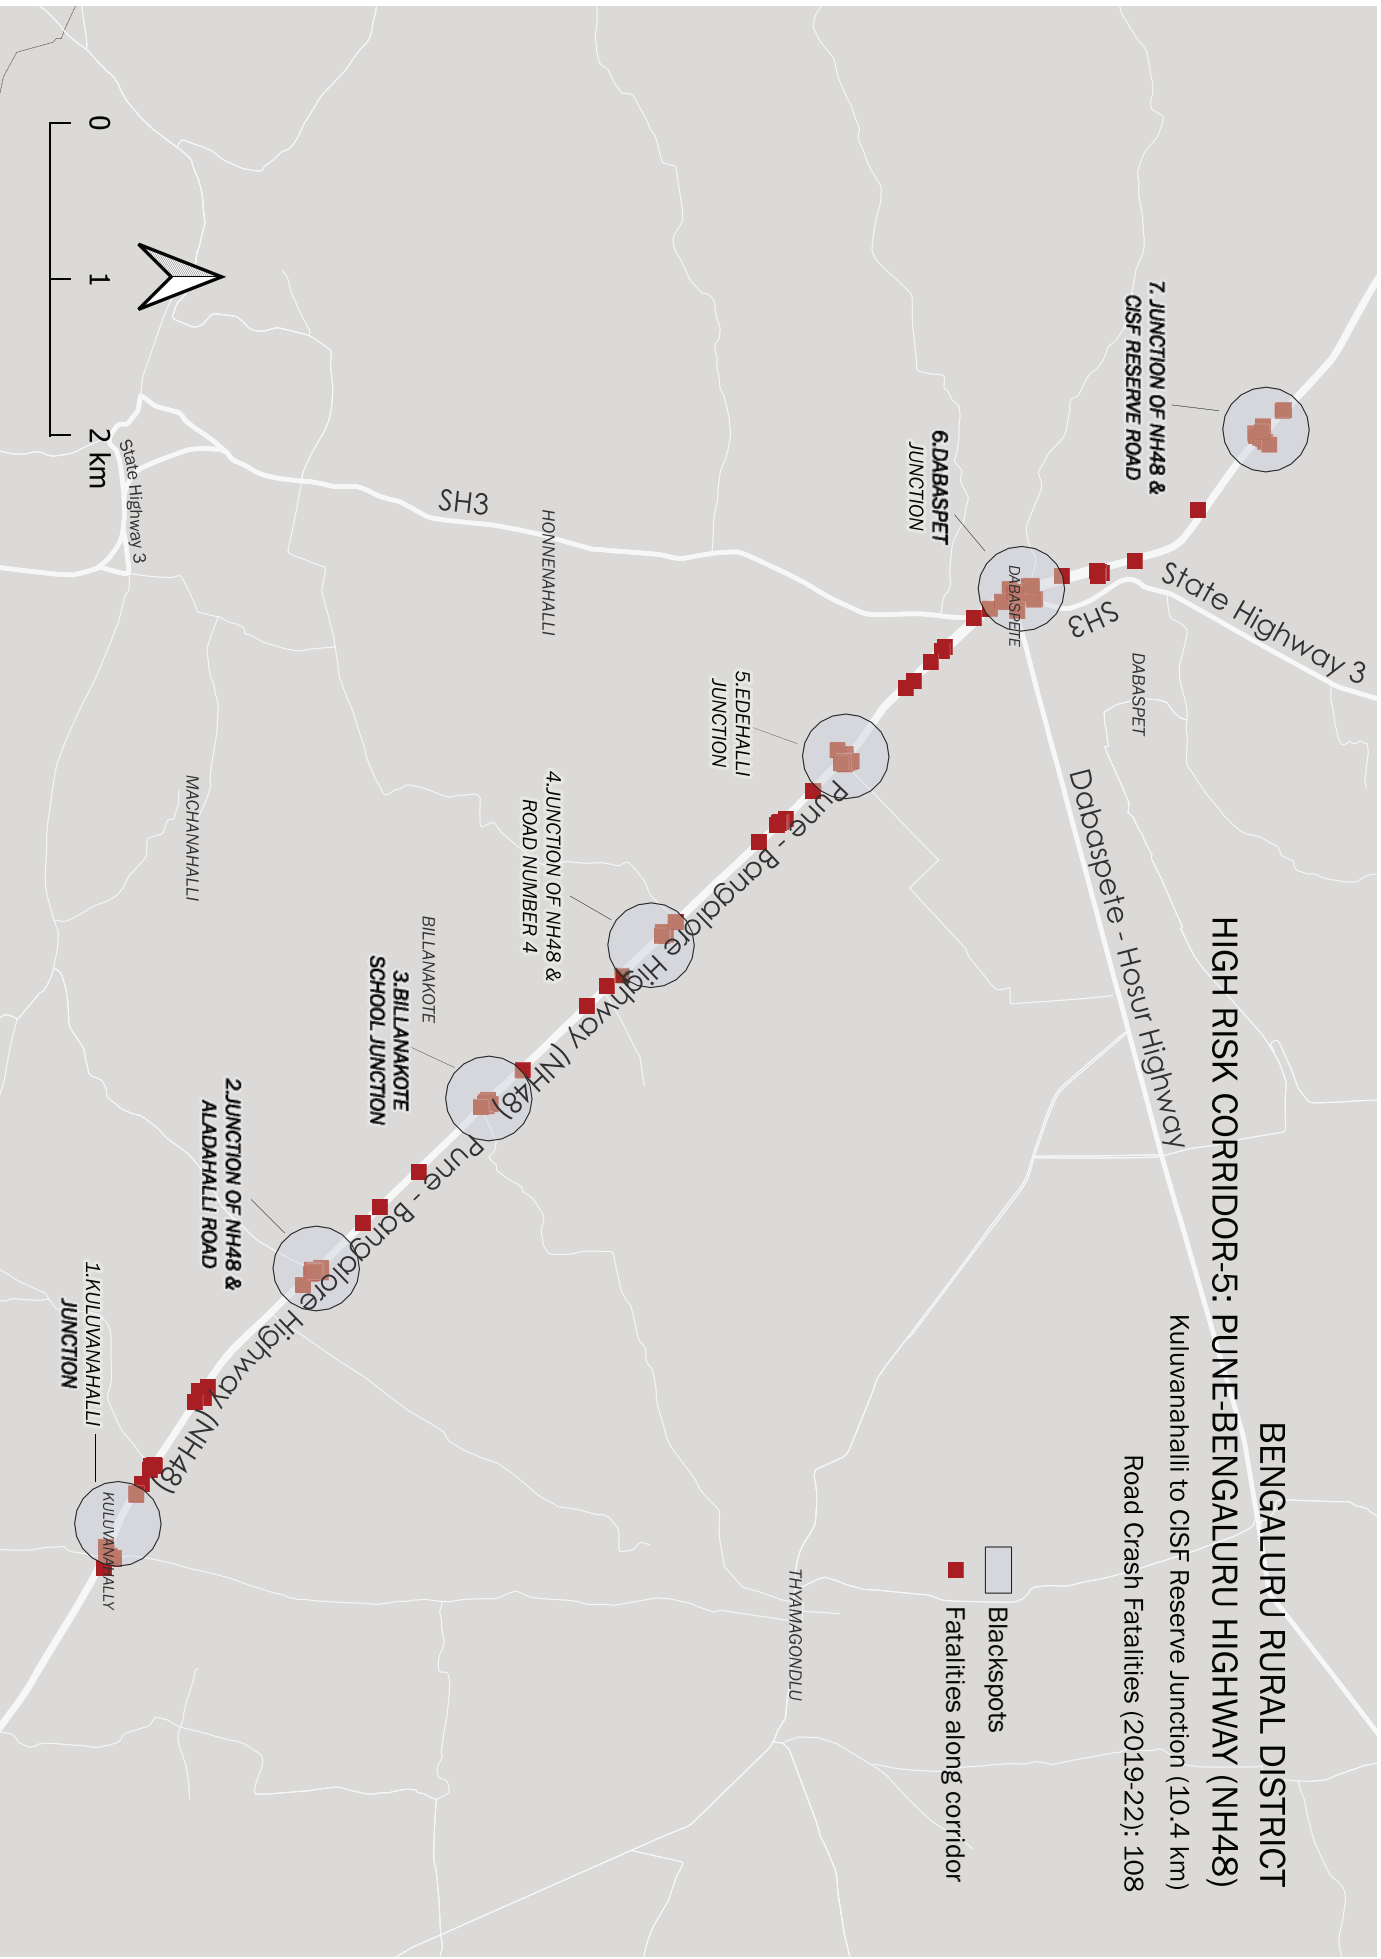 BENGALURU RURAL DISTRICT
HIGH RISK CORRIDOR-5: PUNE-BENGALURU HIGHWAY (NH48)
Kuluvanahalli to CISF Reserve Junction (10.4 km)
Road Crash Fatalities (2019-22): 108
Blackspots
Fatalities along corridor
7. JUNCTION OF NH48 &
CISF RESERVE ROAD
State Highway 3
SH3
DABASPET
6.DABASPET
JUNCTION
DABASPETE
Dabaspete - Hosur Highway
5.EDEHALLI
JUNCTION
Pune - Bangalore Highway (NH48)
4.JUNCTION OF NH48 &
ROAD NUMBER 4
HONNENAHALLI
SH3
BILLANAKOTE
3.BILLANAKOTE
SCHOOL JUNCTION
Pune - Bangalore Highway (NH48)
2.JUNCTION OF NH48 &
ALADAHALLI ROAD
MACHANAHALLI
THYAMAGONDLU
1.KULUVANAHALLI
JUNCTION
KULUVANAHALLY
State Highway 3
0 1 2 km